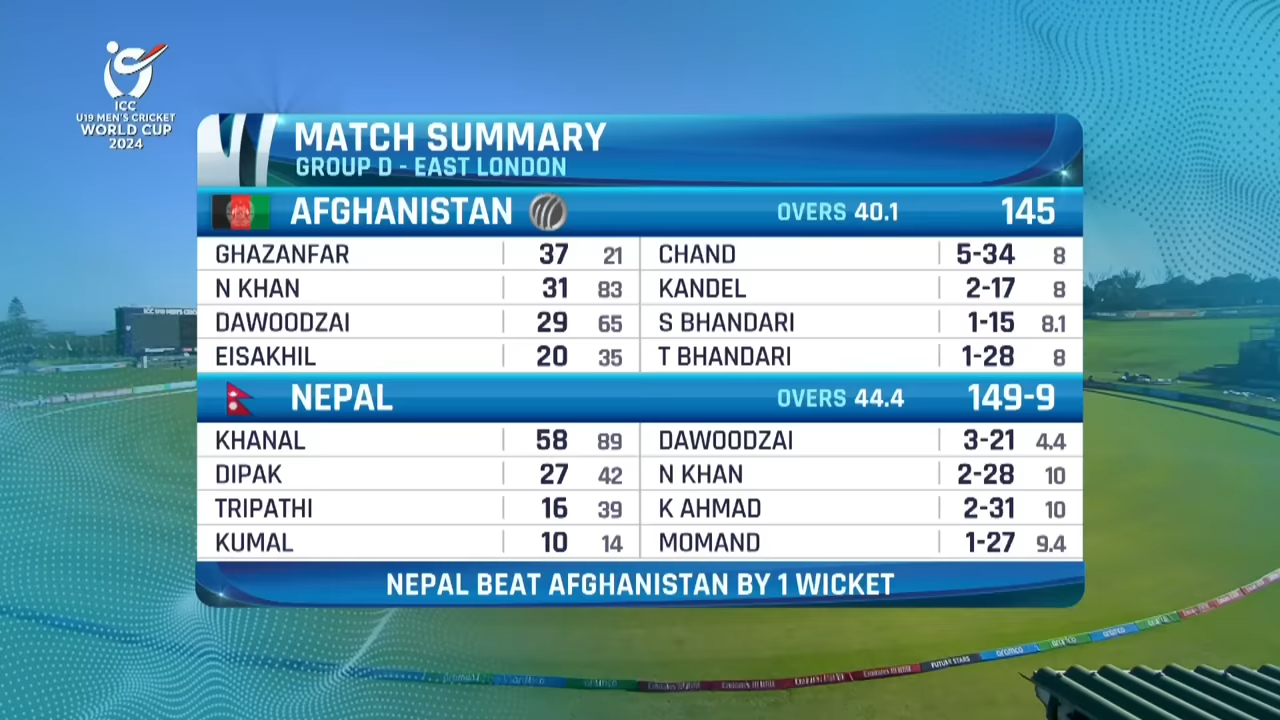 ICC
U19 MEN'S CRICKET
WORLD CUP
2024
MATCH SUMMARY
GROUP D - EAST LONDON
AFGHANISTAN OVERS 40.1 145
GHAZANFAR 37 21 CHAND 5-34 8
N KHAN 31 83 KANDEL 2-17 8
DAWOODZAI 29 65 S BHANDARI 1-15 8.1
EISAKHIL 20 35 T BHANDARI 1-28 8
NEPAL OVERS 44.4 149-9
KHANAL 58 89 DAWOODZAI 3-21 4.4
DIPAK 27 42 N KHAN 2-28 10
TRIPATHI 16 39 K AHMAD 2-31 10
KUMAL 10 14 MOMAND 1-27 9.4
NEPAL BEAT AFGHANISTAN BY 1 WICKET
FUTURE STARS aramco aramco